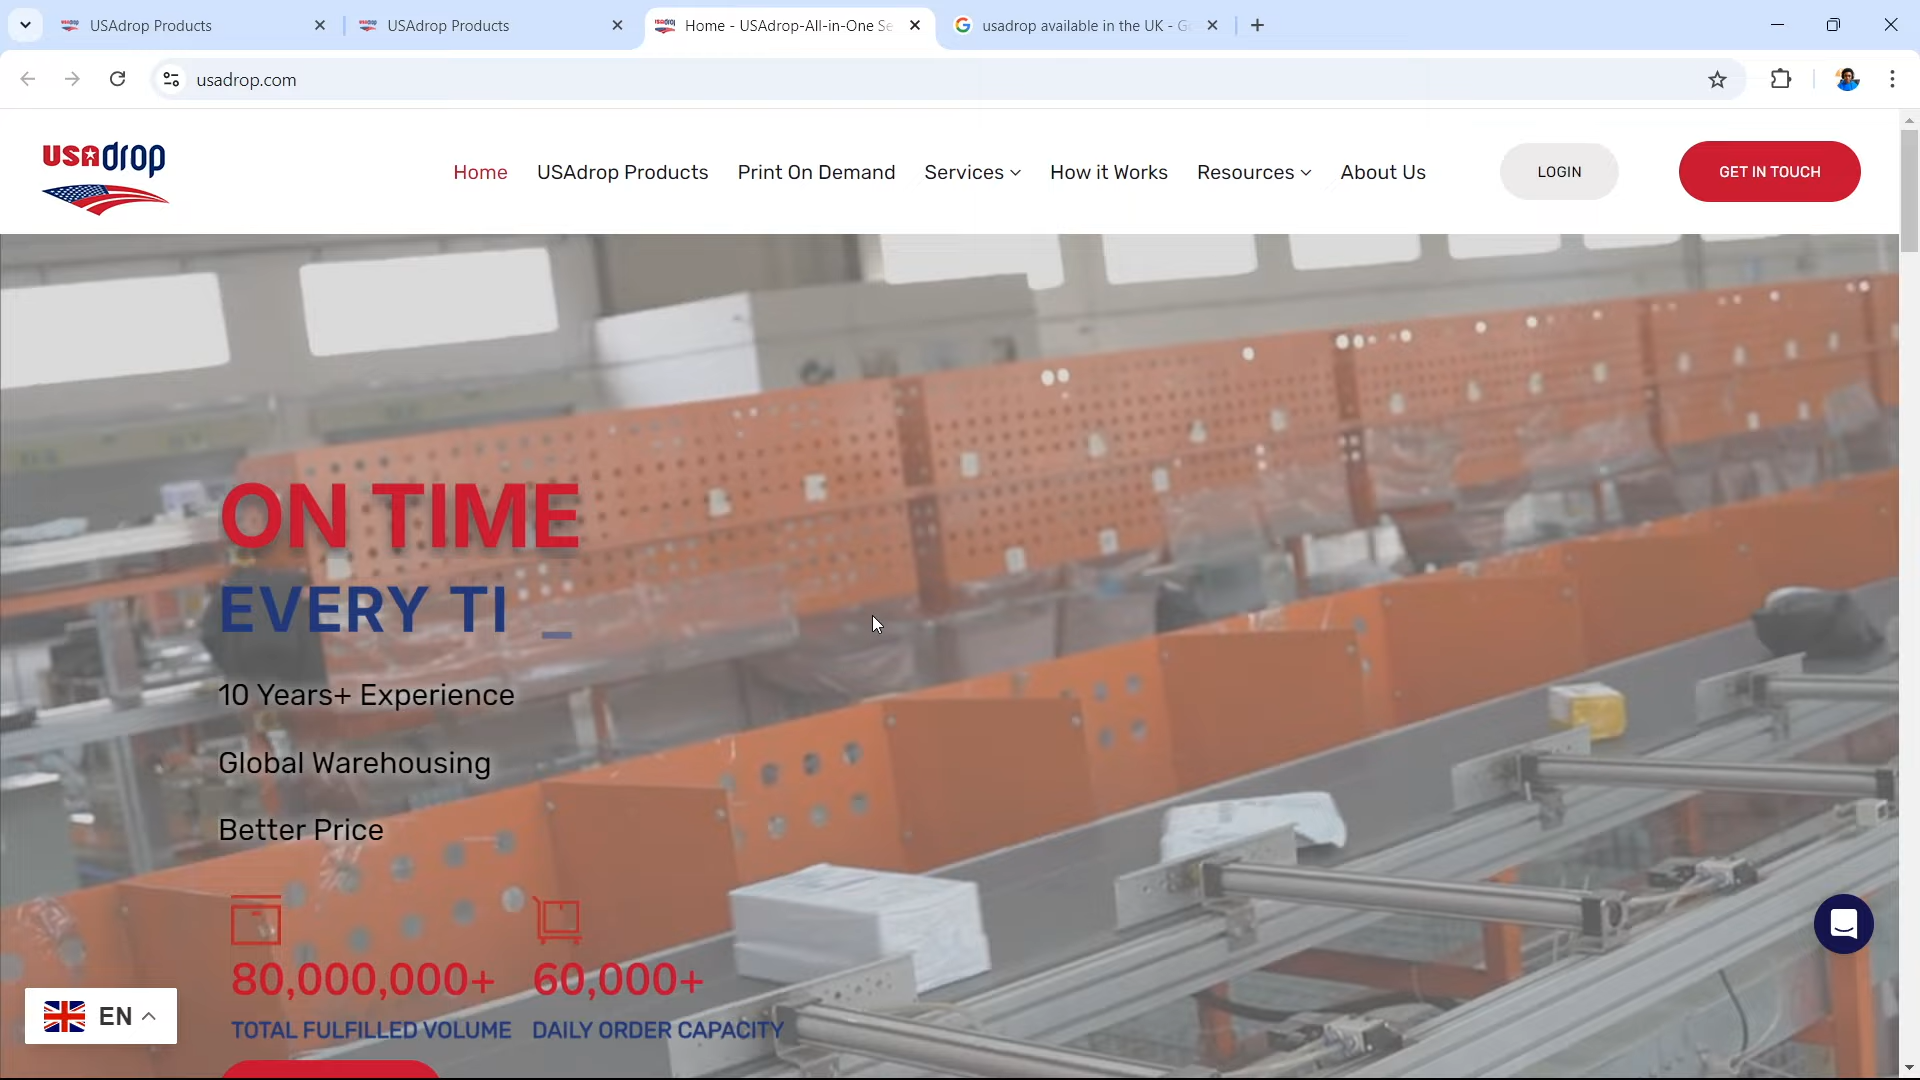 USAdrop Products
USAdrop Products
Home - USAdrop-All-in-One Se
usadrop available in the UK - Go
usadrop.com
USAdrop
Home
USAdrop Products
Print On Demand
Services
How it Works
Resources
About Us
LOGIN
GET IN TOUCH
ON TIME
EVERY TI _
10 Years+ Experience
Global Warehousing
Better Price
80,000,000+
60,000+
TOTAL FULFILLED VOLUME
DAILY ORDER CAPACITY
EN